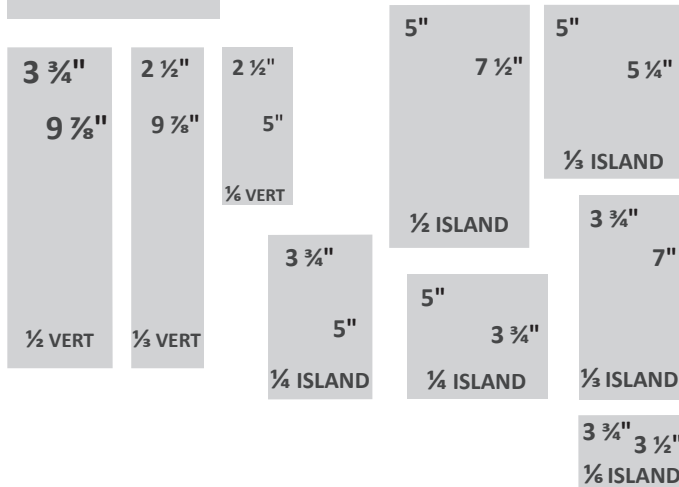 3 ¾"
9 ⅞"
½ VERT
2 ½"
9 ⅞"
⅓ VERT
2 ½"
5"
⅙ VERT
3 ¾"
5"
¼ ISLAND
5"
7 ½"
½ ISLAND
5"
3 ¾"
¼ ISLAND
5"
5 ¼"
⅓ ISLAND
3 ¾"
7"
⅓ ISLAND
3 ¾" 3 ½"
⅙ ISLAND